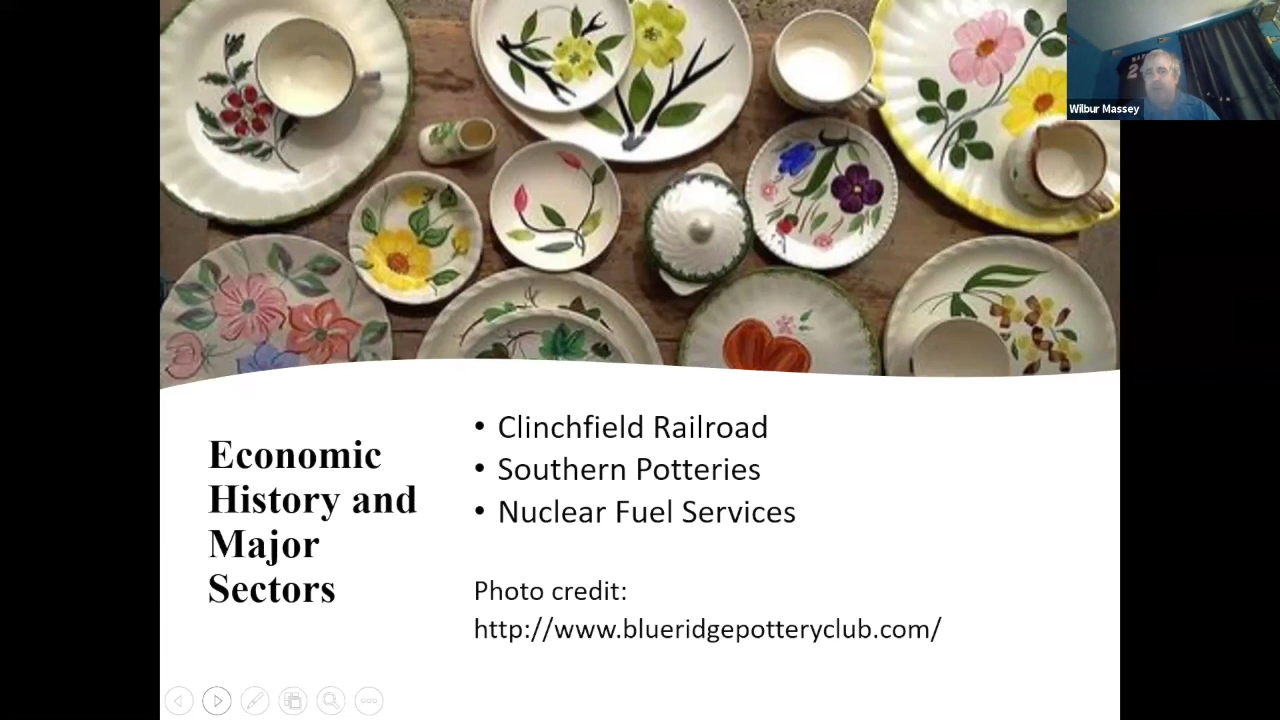 Wilbur Massey
Economic
History and
Major
Sectors
• Clinchfield Railroad
• Southern Potteries
• Nuclear Fuel Services
Photo credit:
http://www.blueridgepotteryclub.com/